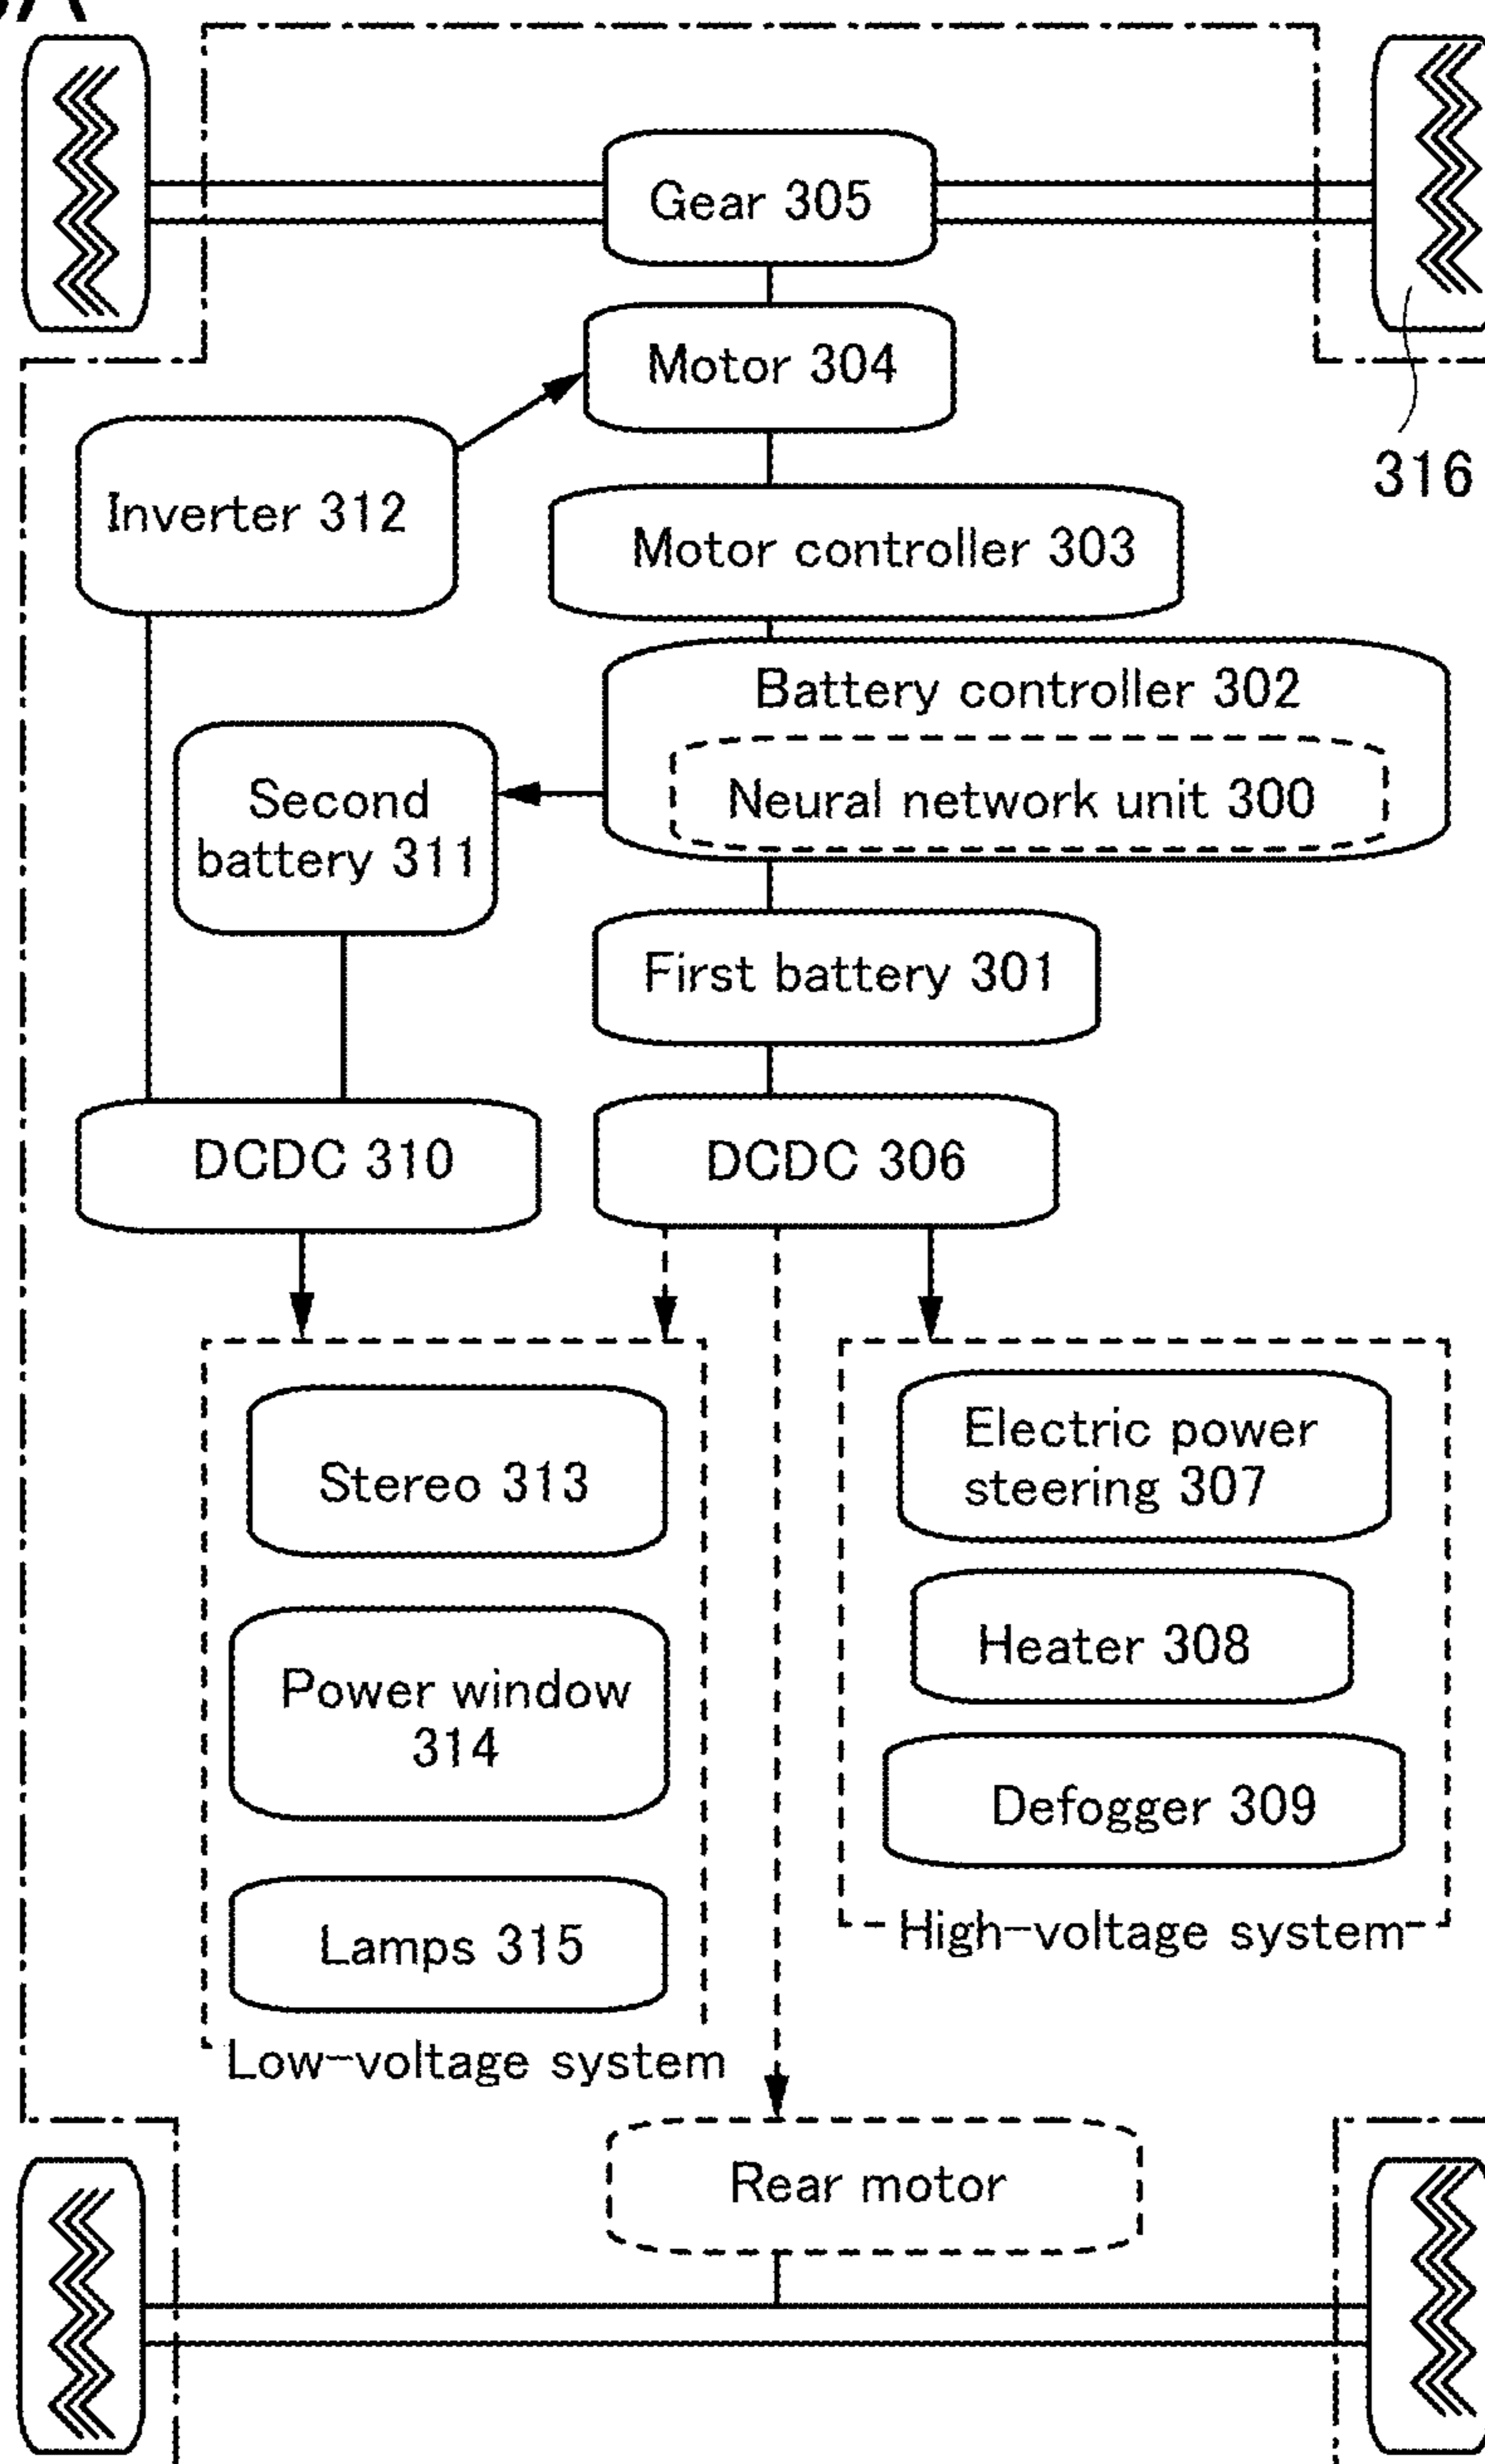 Gear 305
Motor 304
316
Inverter 312
Motor controller 303
Battery controller 302
Neural network unit 300
Second
battery 311
First battery 301
DCDC 310
DCDC 306
Stereo 313
Electric power
steering 307
Power window
314
Heater 308
Defogger 309
Lamps 315
High-voltage system
Low-voltage system
Rear motor